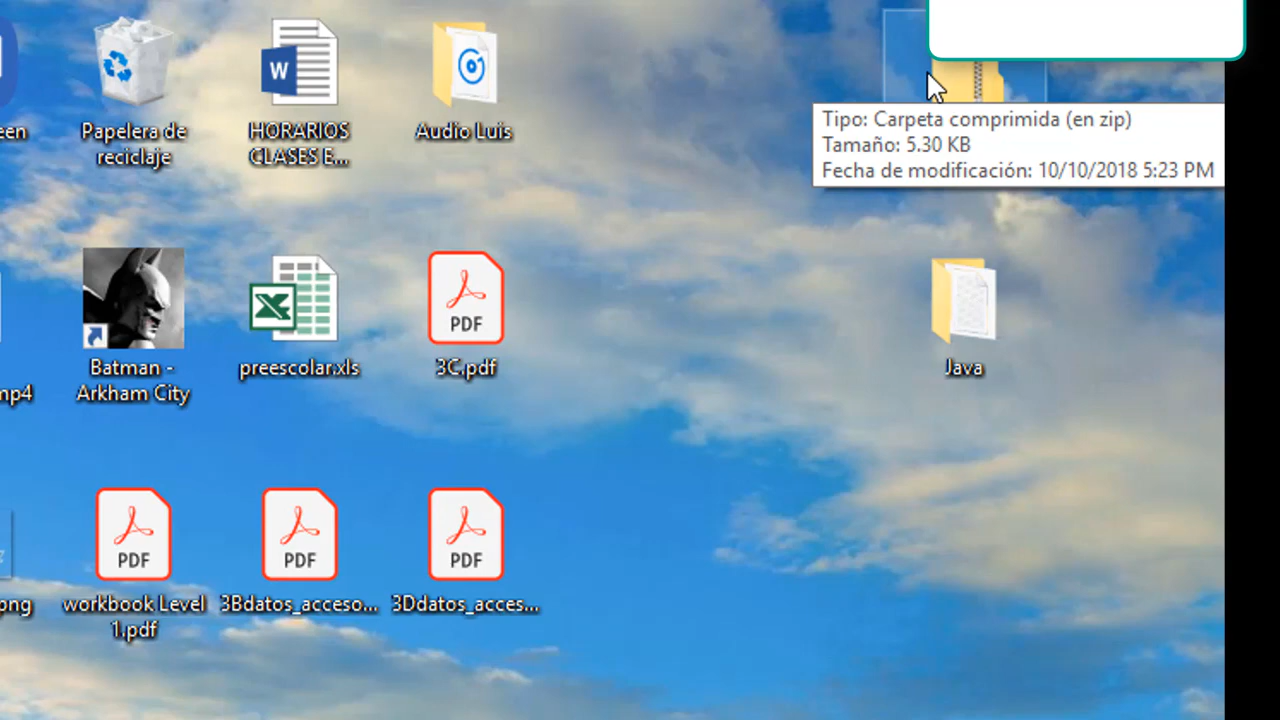 een
Papelera de
reciclaje
W
HORARIOS
CLASES E...
Audio Luis
Tipo: Carpeta comprimida (en zip)
Tamaño: 5.30 KB
Fecha de modificación: 10/10/2018 5:23 PM
mp4
Batman -
Arkham City
X
preescolar.xls
PDF
3C.pdf
Java
png
PDF
workbook Level
1.pdf
PDF
3Bdatos_acceso...
PDF
3Ddatos_acces...